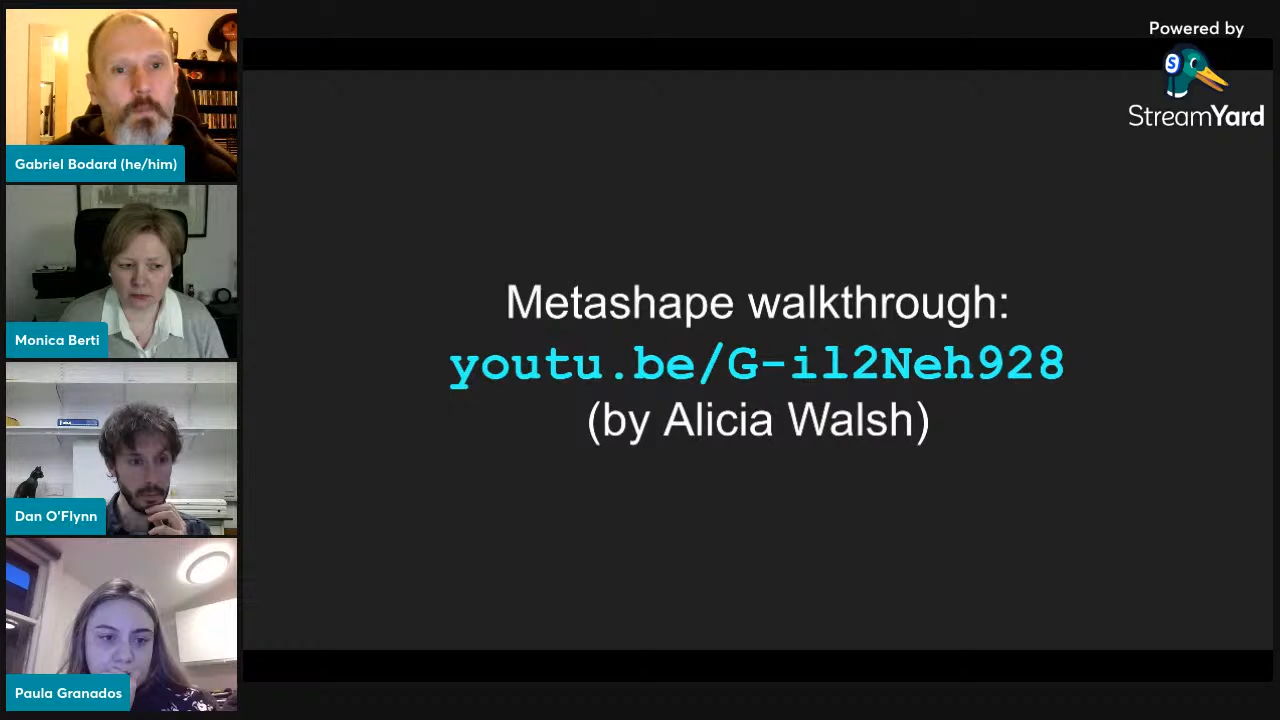 Powered by
StreamYard
Gabriel Bodard (he/him)
Monica Berti
Dan O'Flynn
Paula Granados
Metashape walkthrough:
youtu.be/G-il2Neh928
(by Alicia Walsh)